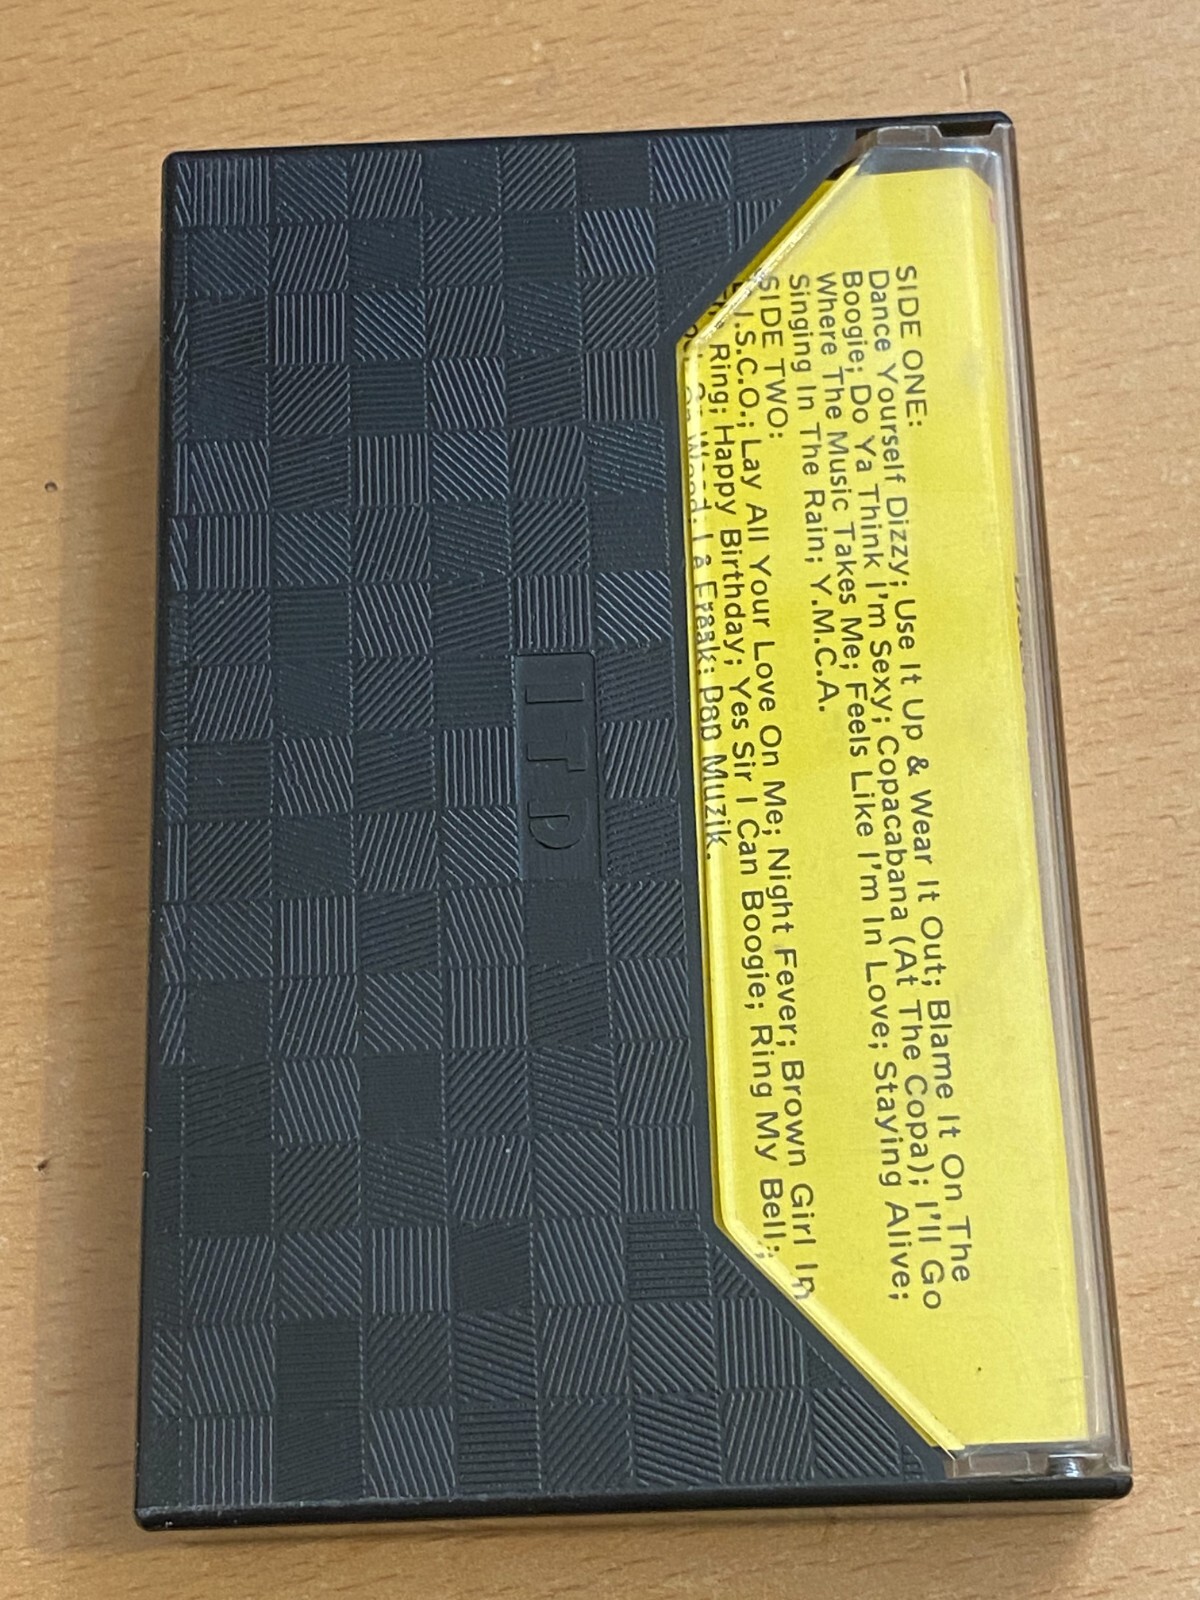 SIDE ONE:
Dance Yourself Dizzy; Use It Up & Wear It Out; Blame It On The
Boogie; Do Ya Think I'm Sexy; Copacabana (At The Copa); I'll Go
Where The Music Takes Me; Feels Like I'm In Love; Staying Alive;
Singing In The Rain; Y.M.C.A.
SIDE TWO:
D.I.S.C.O.; Lay All Your Love On Me; Night Fever; Brown Girl In
The Ring; Happy Birthday; Yes Sir I Can Boogie; Ring My Bell;
On Wood; Le Freak; Pop Muzik.